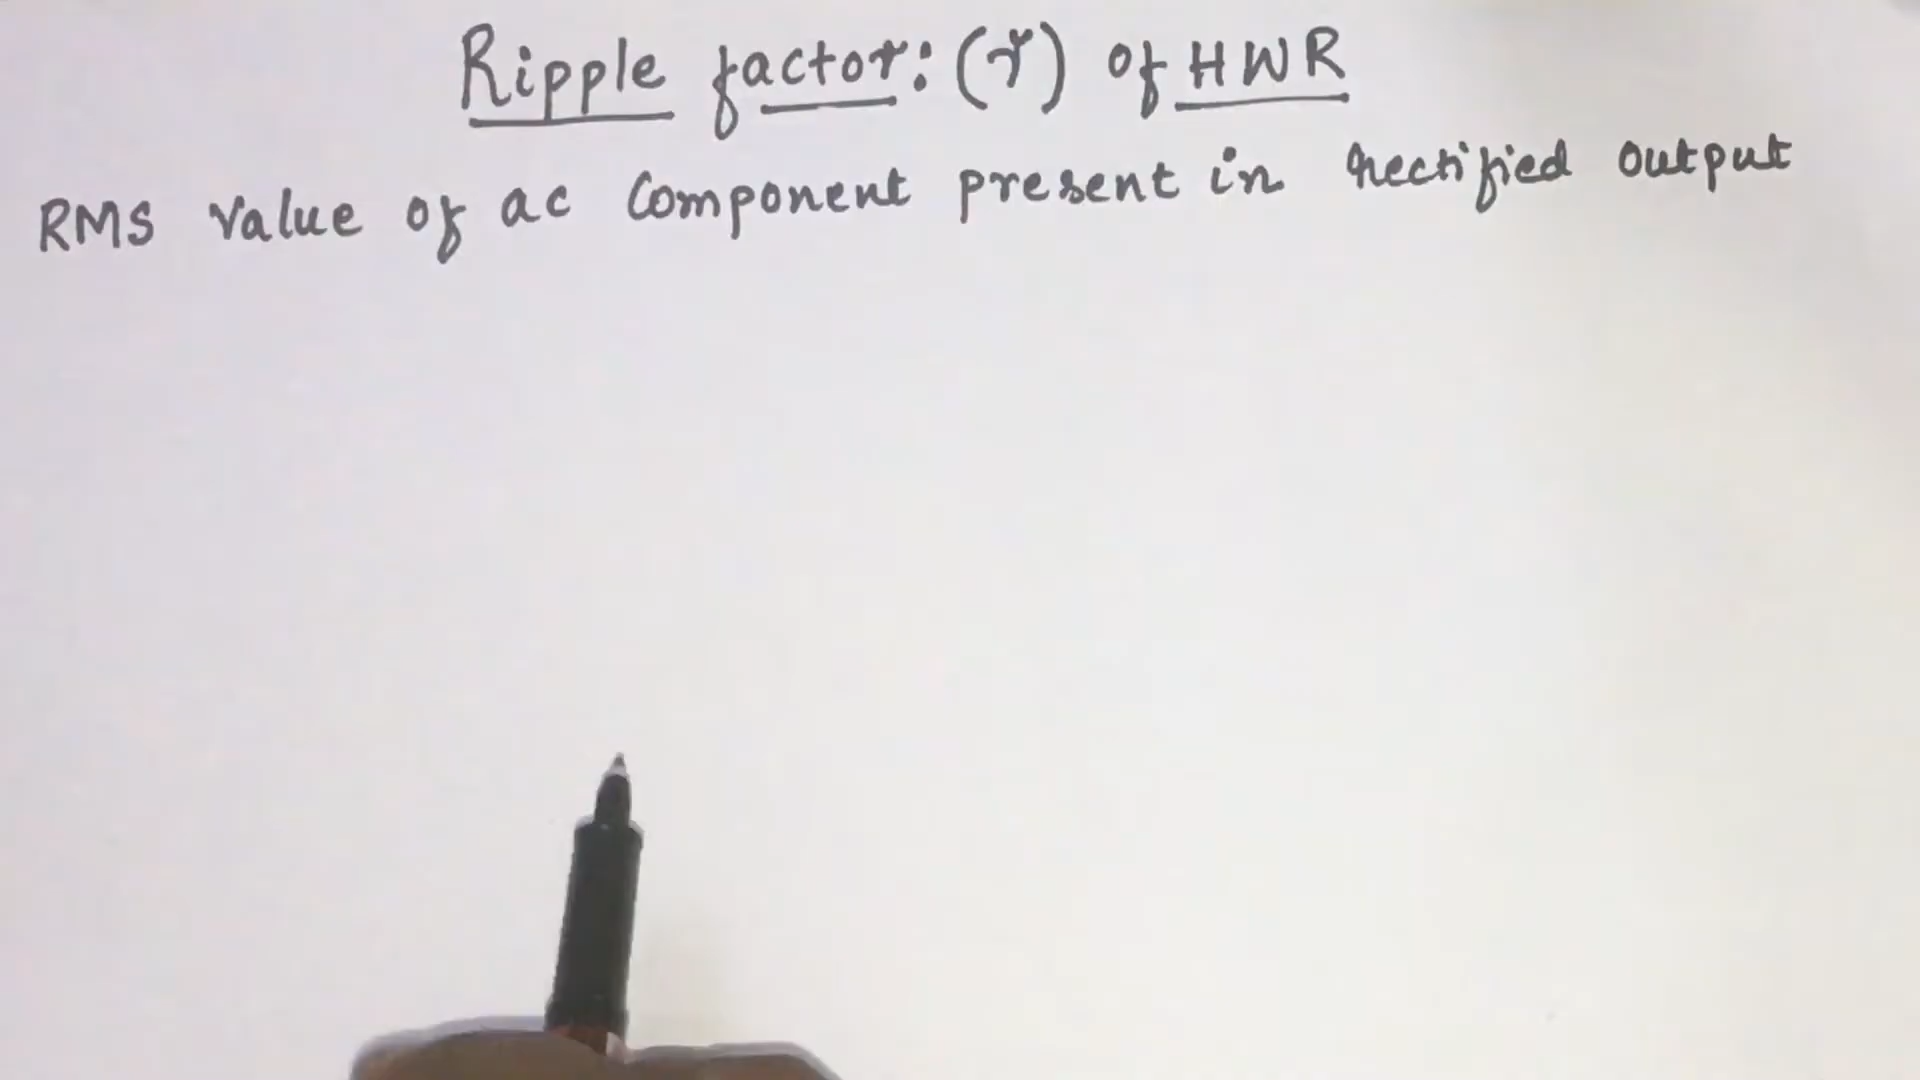 Ripple factor: (r) of HWR
RMS value of ac component present in rectified output